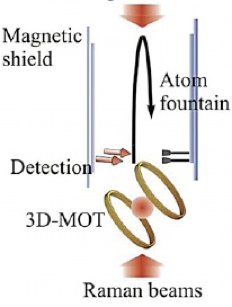 Magnetic
shield
Atom
fountain
Detection
3D-MOT
Raman beams